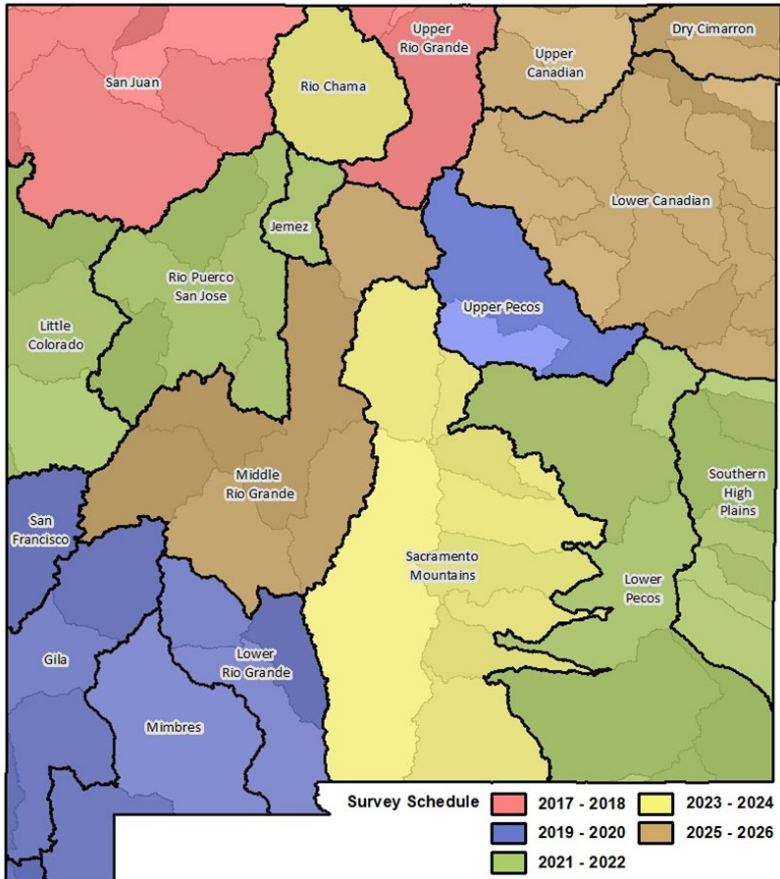 Upper
Rio Grande
Dry Cimarron
Upper
Canadian
San Juan
Rio Chama
Lower Canadian
Jemez
Rio Puerco
San Jose
Upper Pecos
Little
Colorado
Middle
Rio Grande
Southern
High
Plains
San
Francisco
Sacramento
Mountains
Lower
Pecos
Gila
Lower
Rio Grande
Mimbres
Survey Schedule
2017 - 2018
2023 - 2024
2019 - 2020
2025 - 2026
2021 - 2022